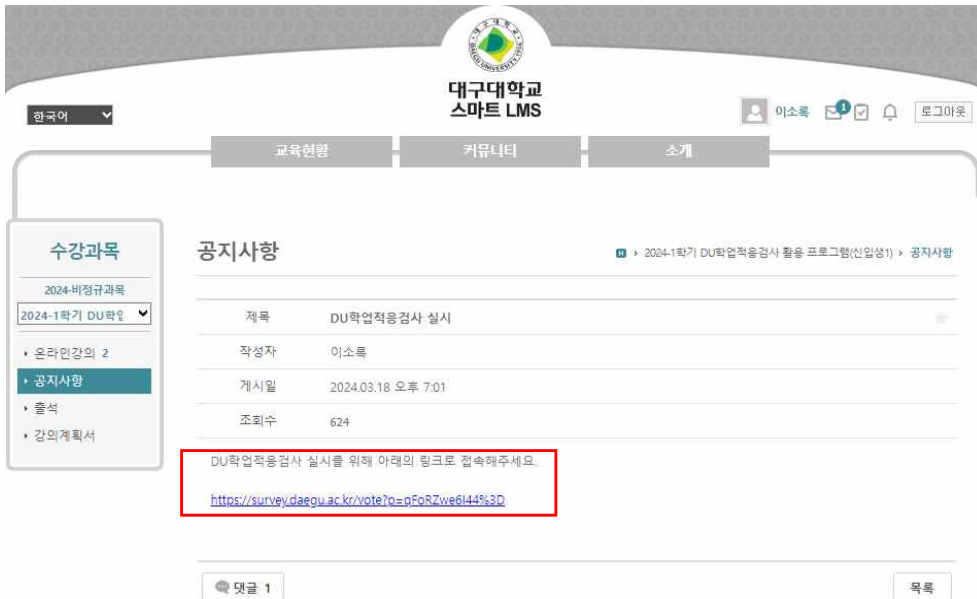 DAEGU UNIVERSITY 1956
대구대학교
스마트 LMS
한국어
이소록
1
로그아웃
교육현황
커뮤니티
소개
수강과목
2024-비정규과목
2024-1학기 DU학업
온라인강의 2
공지사항
출석
강의계획서
공지사항
H › 2024-1학기 DU학업적응검사 활용 프로그램(신입생1) › 공지사항
제목 DU학업적응검사 실시
작성자 이소록
게시일 2024.03.18 오후 7:01
조회수 624
DU학업적응검사 실시를 위해 아래의 링크로 접속해주세요.
https://survey.daegu.ac.kr/vote?p=qFoRZwe6I44%3D
댓글 1
목록